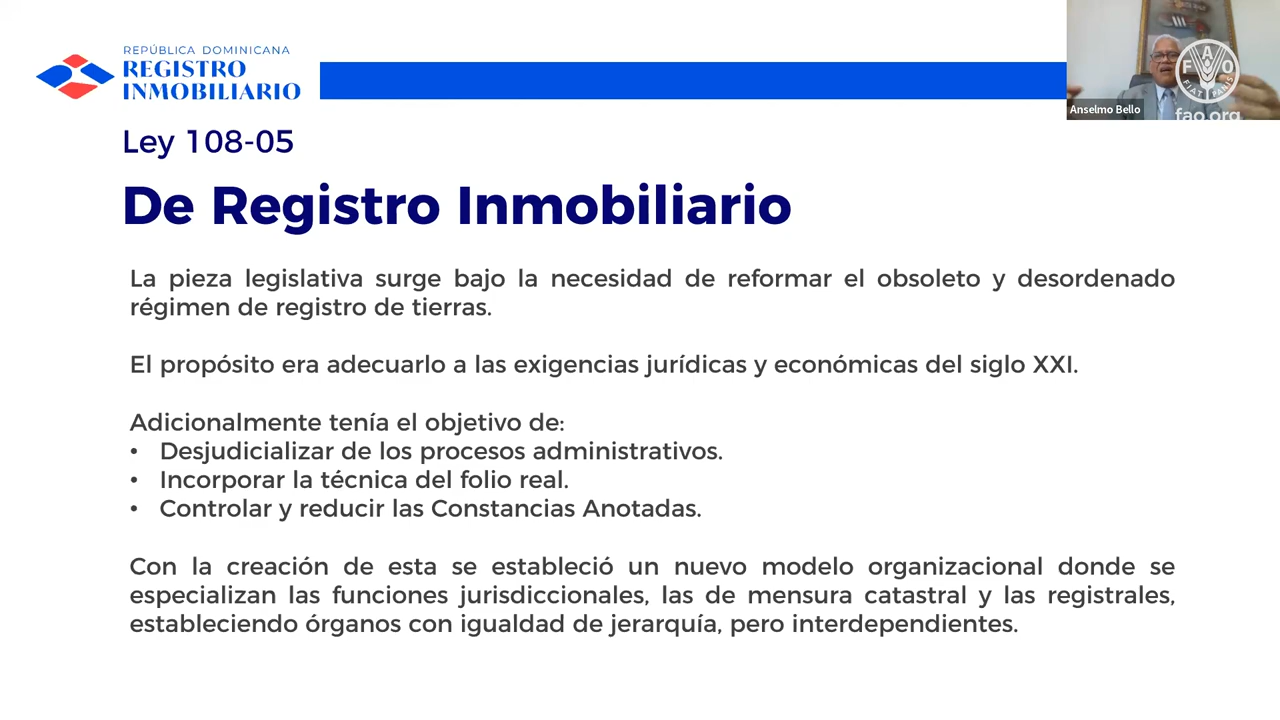 REPÚBLICA DOMINICANA
REGISTRO
INMOBILIARIO
Anselmo Bello
FAO
FIAT PANIS
fao.org
Ley 108-05
De Registro Inmobiliario
La pieza legislativa surge bajo la necesidad de reformar el obsoleto y desordenado
régimen de registro de tierras.
El propósito era adecuarlo a las exigencias jurídicas y económicas del siglo XXI.
Adicionalmente tenía el objetivo de:
• Desjudicializar de los procesos administrativos.
• Incorporar la técnica del folio real.
• Controlar y reducir las Constancias Anotadas.
Con la creación de esta se estableció un nuevo modelo organizacional donde se
especializan las funciones jurisdiccionales, las de mensura catastral y las registrales,
estableciendo órganos con igualdad de jerarquía, pero interdependientes.